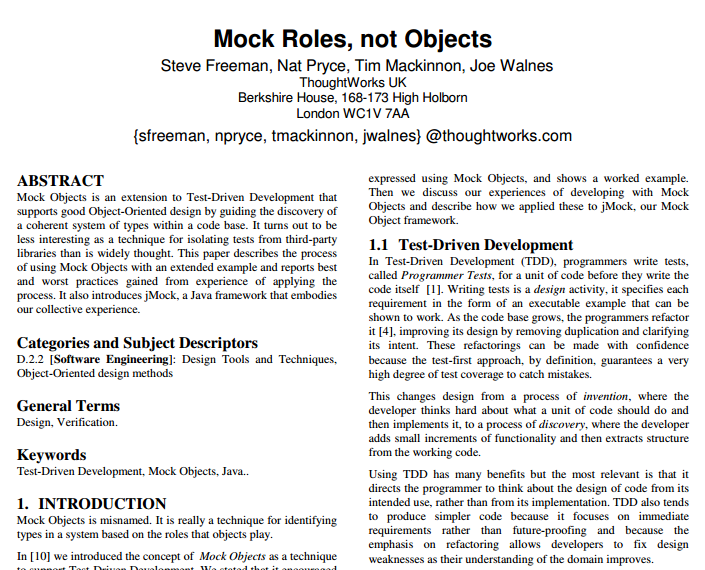 Mock Roles, not Objects
Steve Freeman, Nat Pryce, Tim Mackinnon, Joe Walnes
ThoughtWorks UK
Berkshire House, 168-173 High Holborn
London WC1V 7AA
{sfreeman, npryce, tmackinnon, jwalnes} @thoughtworks.com
ABSTRACT
Mock Objects is an extension to Test-Driven Development that
supports good Object-Oriented design by guiding the discovery of
a coherent system of types within a code base. It turns out to be
less interesting as a technique for isolating tests from third-party
libraries than is widely thought. This paper describes the process
of using Mock Objects with an extended example and reports best
and worst practices gained from experience of applying the
process. It also introduces jMock, a Java framework that embodies
our collective experience.
Categories and Subject Descriptors
D.2.2 [Software Engineering]: Design Tools and Techniques,
Object-Oriented design methods
General Terms
Design, Verification.
Keywords
Test-Driven Development, Mock Objects, Java..
1. INTRODUCTION
Mock Objects is misnamed. It is really a technique for identifying
types in a system based on the roles that objects play.
In [10] we introduced the concept of Mock Objects as a technique
to support Test-Driven Development. We stated that it encouraged
expressed using Mock Objects, and shows a worked example.
Then we discuss our experiences of developing with Mock
Objects and describe how we applied these to jMock, our Mock
Object framework.
1.1 Test-Driven Development
In Test-Driven Development (TDD), programmers write tests,
called Programmer Tests, for a unit of code before they write the
code itself [1]. Writing tests is a design activity, it specifies each
requirement in the form of an executable example that can be
shown to work. As the code base grows, the programmers refactor
it [4], improving its design by removing duplication and clarifying
its intent. These refactorings can be made with confidence
because the test-first approach, by definition, guarantees a very
high degree of test coverage to catch mistakes.
This changes design from a process of invention, where the
developer thinks hard about what a unit of code should do and
then implements it, to a process of discovery, where the developer
adds small increments of functionality and then extracts structure
from the working code.
Using TDD has many benefits but the most relevant is that it
directs the programmer to think about the design of code from its
intended use, rather than from its implementation. TDD also tends
to produce simpler code because it focuses on immediate
requirements rather than future-proofing and because the
emphasis on refactoring allows developers to fix design
weaknesses as their understanding of the domain improves.